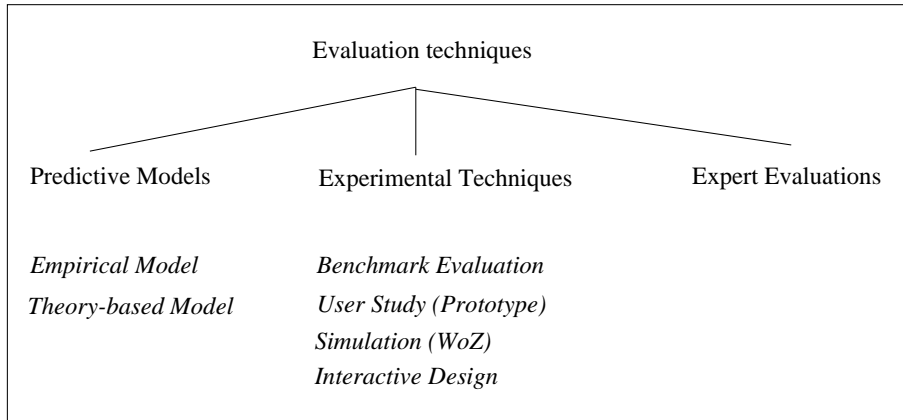 Evaluation techniques
Predictive Models
Experimental Techniques
Expert Evaluations
Empirical Model
Theory-based Model
Benchmark Evaluation
User Study (Prototype)
Simulation (WoZ)
Interactive Design